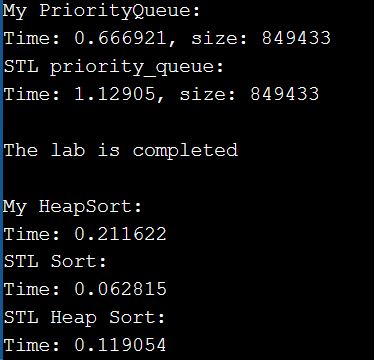 My PriorityQueue:
Time: 0.666921, size: 849433
STL priority_queue:
Time: 1.12905, size: 849433
The lab is completed
My HeapSort:
Time: 0.211622
STL Sort:
Time: 0.062815
STL Heap Sort:
Time: 0.119054